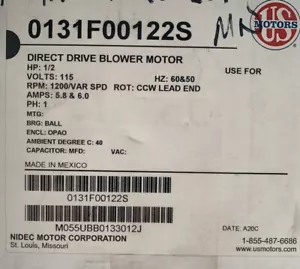 0131F00122S
US
MOTORS
DIRECT DRIVE BLOWER MOTOR
HP: 1/2
VOLTS: 115 HZ: 60&50 USE FOR
RPM: 1200/VAR SPD ROT: CCW LEAD END
AMPS: 5.8 & 6.0
PH: 1
MTG:
BRG: BALL
ENCL: OPAO
AMBIENT DEGREE C: 40
CAPACITOR: MFD: VAC:
MADE IN MEXICO
0131F00122S
M055UBB0133012J
NIDEC MOTOR CORPORATION
St. Louis, Missouri
DATE: A20C
1-855-487-6686
www.usmotors.com